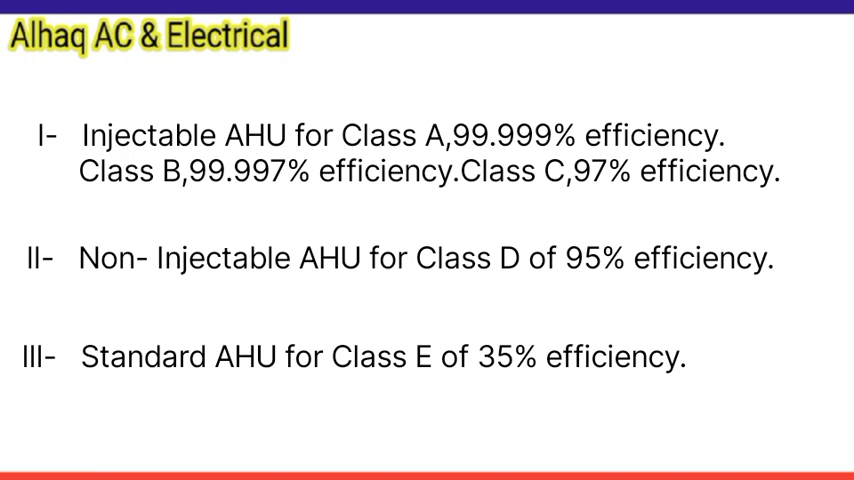 Alhaq AC & Electrical
I- Injectable AHU for Class A,99.999% efficiency.
Class B,99.997% efficiency.Class C,97% efficiency.
II- Non- Injectable AHU for Class D of 95% efficiency.
III- Standard AHU for Class E of 35% efficiency.